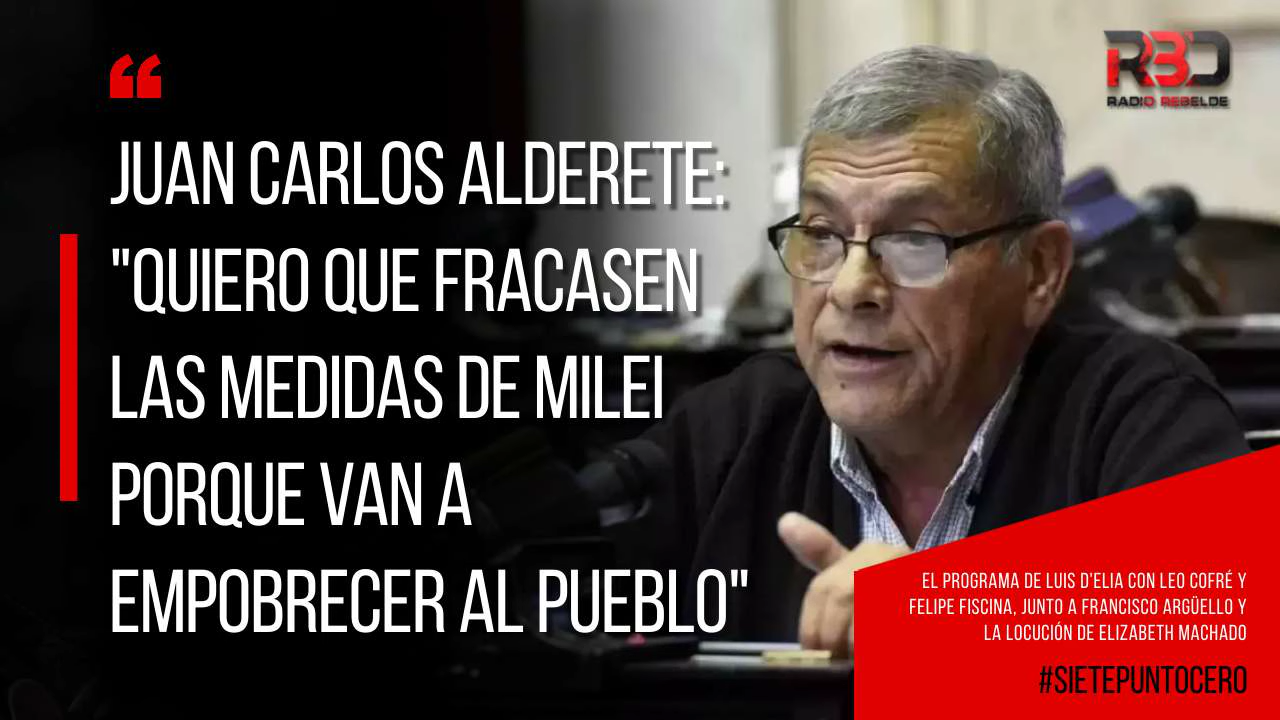 “
JUAN CARLOS ALDERETE:
"QUIERO QUE FRACASEN
LAS MEDIDAS DE MILEI
PORQUE VAN A
EMPOBRECER AL PUEBLO"
RBD
RADIO REBELDE
EL PROGRAMA DE LUIS D'ELIA CON LEO COFRÉ Y
FELIPE FISCINA, JUNTO A FRANCISCO ARGÜELLO Y
LA LOCUCIÓN DE ELIZABETH MACHADO
#SIETEPUNTOCERO